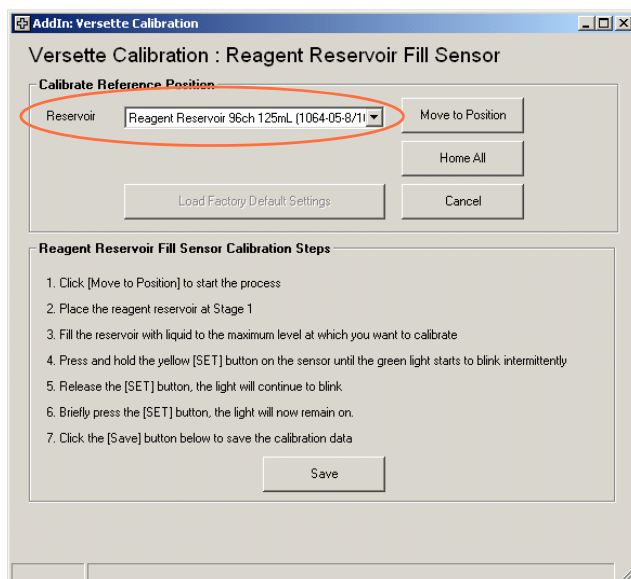 AddIn: Versette Calibration
Versette Calibration : Reagent Reservoir Fill Sensor
Calibrate Reference Position
Reservoir Reagent Reservoir 96ch 125mL (1064-05-8/1( Move to Position
Home All
Load Factory Default Settings Cancel
Reagent Reservoir Fill Sensor Calibration Steps
1. Click [Move to Position] to start the process
2. Place the reagent reservoir at Stage 1
3. Fill the reservoir with liquid to the maximum level at which you want to calibrate
4. Press and hold the yellow [SET] button on the sensor until the green light starts to blink intermittently
5. Release the [SET] button, the light will continue to blink
6. Briefly press the [SET] button, the light will now remain on.
7. Click the [Save] button below to save the calibration data
Save